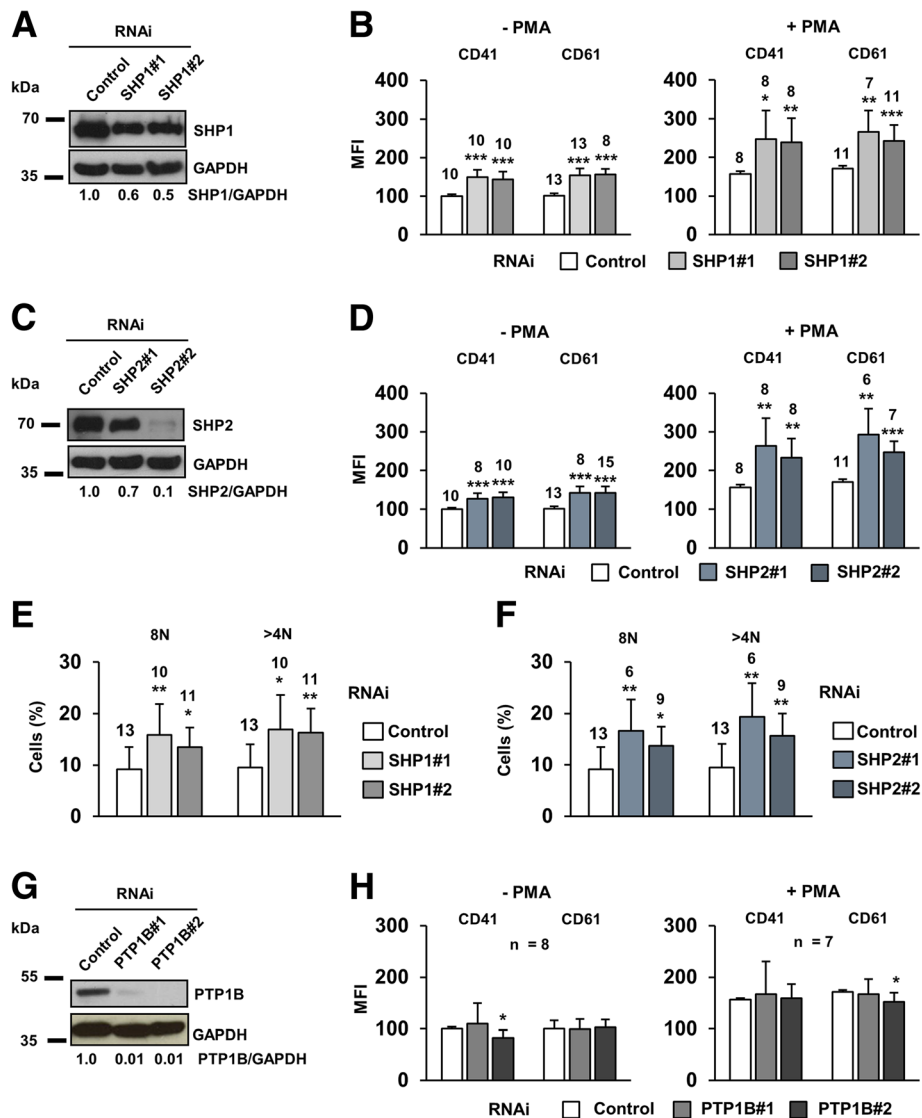 A
RNAi
kDa
Control SHP1#1 SHP1#2
70
SHP1
GAPDH
35
1.0 0.6 0.5 SHP1/GAPDH
B
- PMA + PMA
CD41 CD61 CD41 CD61
MFI
400 300 200 100 0
10 10 *** 10 *** 13 13 *** 8 ***
400 300 200 100 0
8 8 * 8 ** 11 7 ** 11 ***
RNAi Control SHP1#1 SHP1#2
C
RNAi
kDa
Control SHP2#1 SHP2#2
70
SHP2
GAPDH
35
1.0 0.7 0.1 SHP2/GAPDH
D
- PMA + PMA
CD41 CD61 CD41 CD61
MFI
400 300 200 100 0
10 8 *** 10 *** 13 8 *** 15 ***
400 300 200 100 0
8 8 ** 8 ** 11 6 ** 7 ***
RNAi Control SHP2#1 SHP2#2
E
8N >4N
Cells (%)
30 20 10 0
13 10 ** 11 * 13 10 * 11 **
RNAi
Control
SHP1#1
SHP1#2
F
8N >4N
Cells (%)
30 20 10 0
13 6 ** 9 * 13 6 ** 9 **
RNAi
Control
SHP2#1
SHP2#2
G
RNAi
kDa
Control PTP1B#1 PTP1B#2
55
PTP1B
GAPDH
35
1.0 0.01 0.01 PTP1B/GAPDH
H
- PMA + PMA
CD41 CD61 CD41 CD61
MFI
300 200 100 0
n = 8
*
300 200 100 0
n = 7
*
RNAi Control PTP1B#1 PTP1B#2